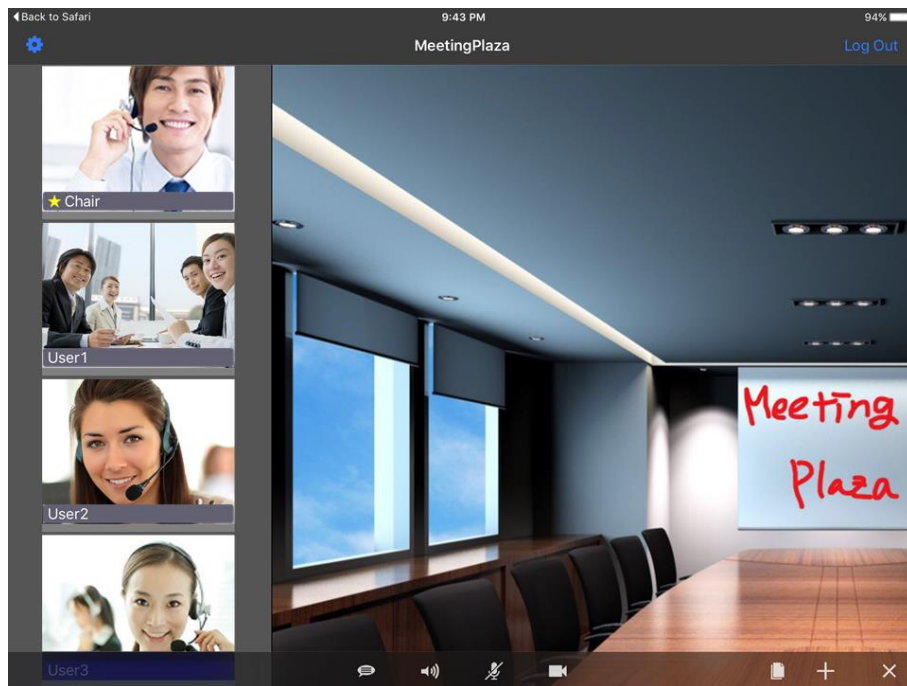 Back to Safari
9:43 PM
94%
MeetingPlaza
Log Out
Chair
User1
User2
User3
Meeting
Plaza